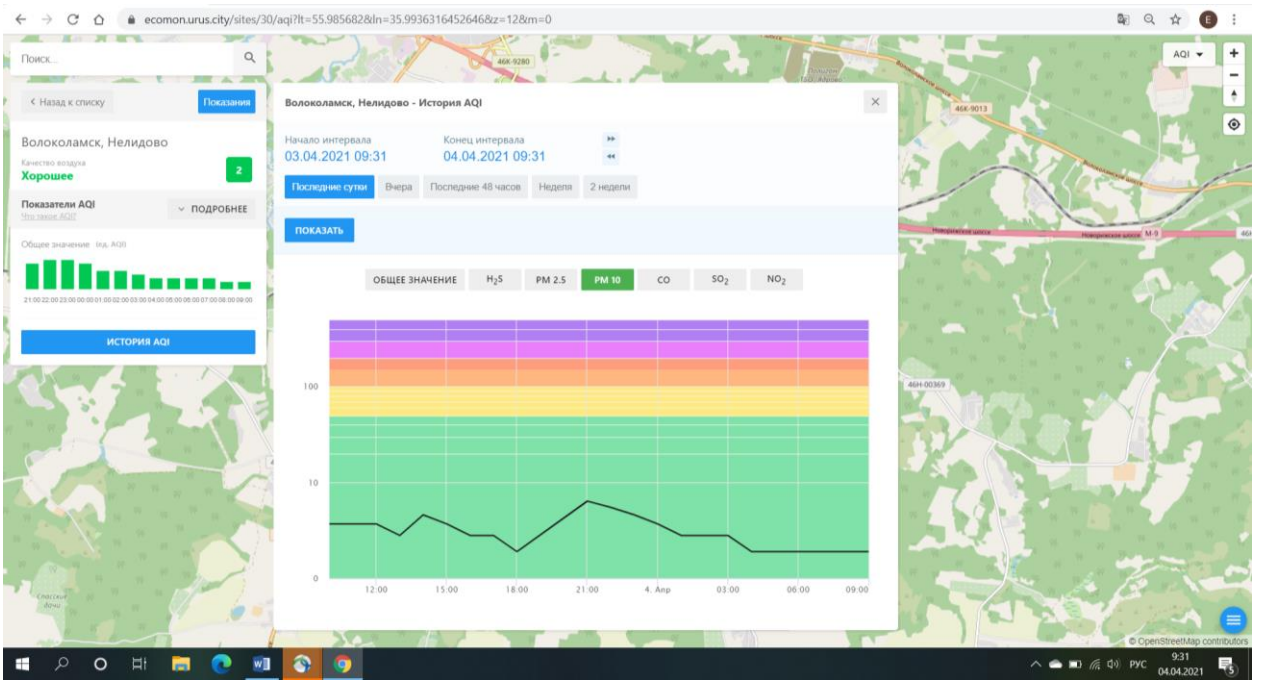 ecomon.urus.city/sites/30/aqi?lt=55.985682&ln=35.9936316452646&z=12&m=0
E
Поиск...
46К-9280
AQI
< Назад к списку
Показания
Волоколамск, Нелидово - История AQI
46К-9013
Волоколамск, Нелидово
Качество воздуха
Хорошее
2
Начало интервала
Конец интервала
03.04.2021 09:31
04.04.2021 09:31
Последние сутки
Вчера
Последние 48 часов
Неделя
2 недели
Показатели AQI
Что такое AQI?
ПОДРОБНЕЕ
ПОКАЗАТЬ
Новорижское шоссе
Новорижское шоссе
М-9
Общее значение
ОБЩЕЕ ЗНАЧЕНИЕ
H₂S
PM 2.5
PM 10
CO
SO₂
NO₂
21:00 22:00 23:00 00:00 01:00 02:00 03:00 04:00 05:00 06:00 07:00 08:00 09:00
ИСТОРИЯ AQI
100
46Н-00369
10
0
12:00
15:00
18:00
21:00
4. Апр
03:00
06:00
09:00
Спасские
дачи
© OpenStreetMap contributors
РУС
9:31
04.04.2021
5